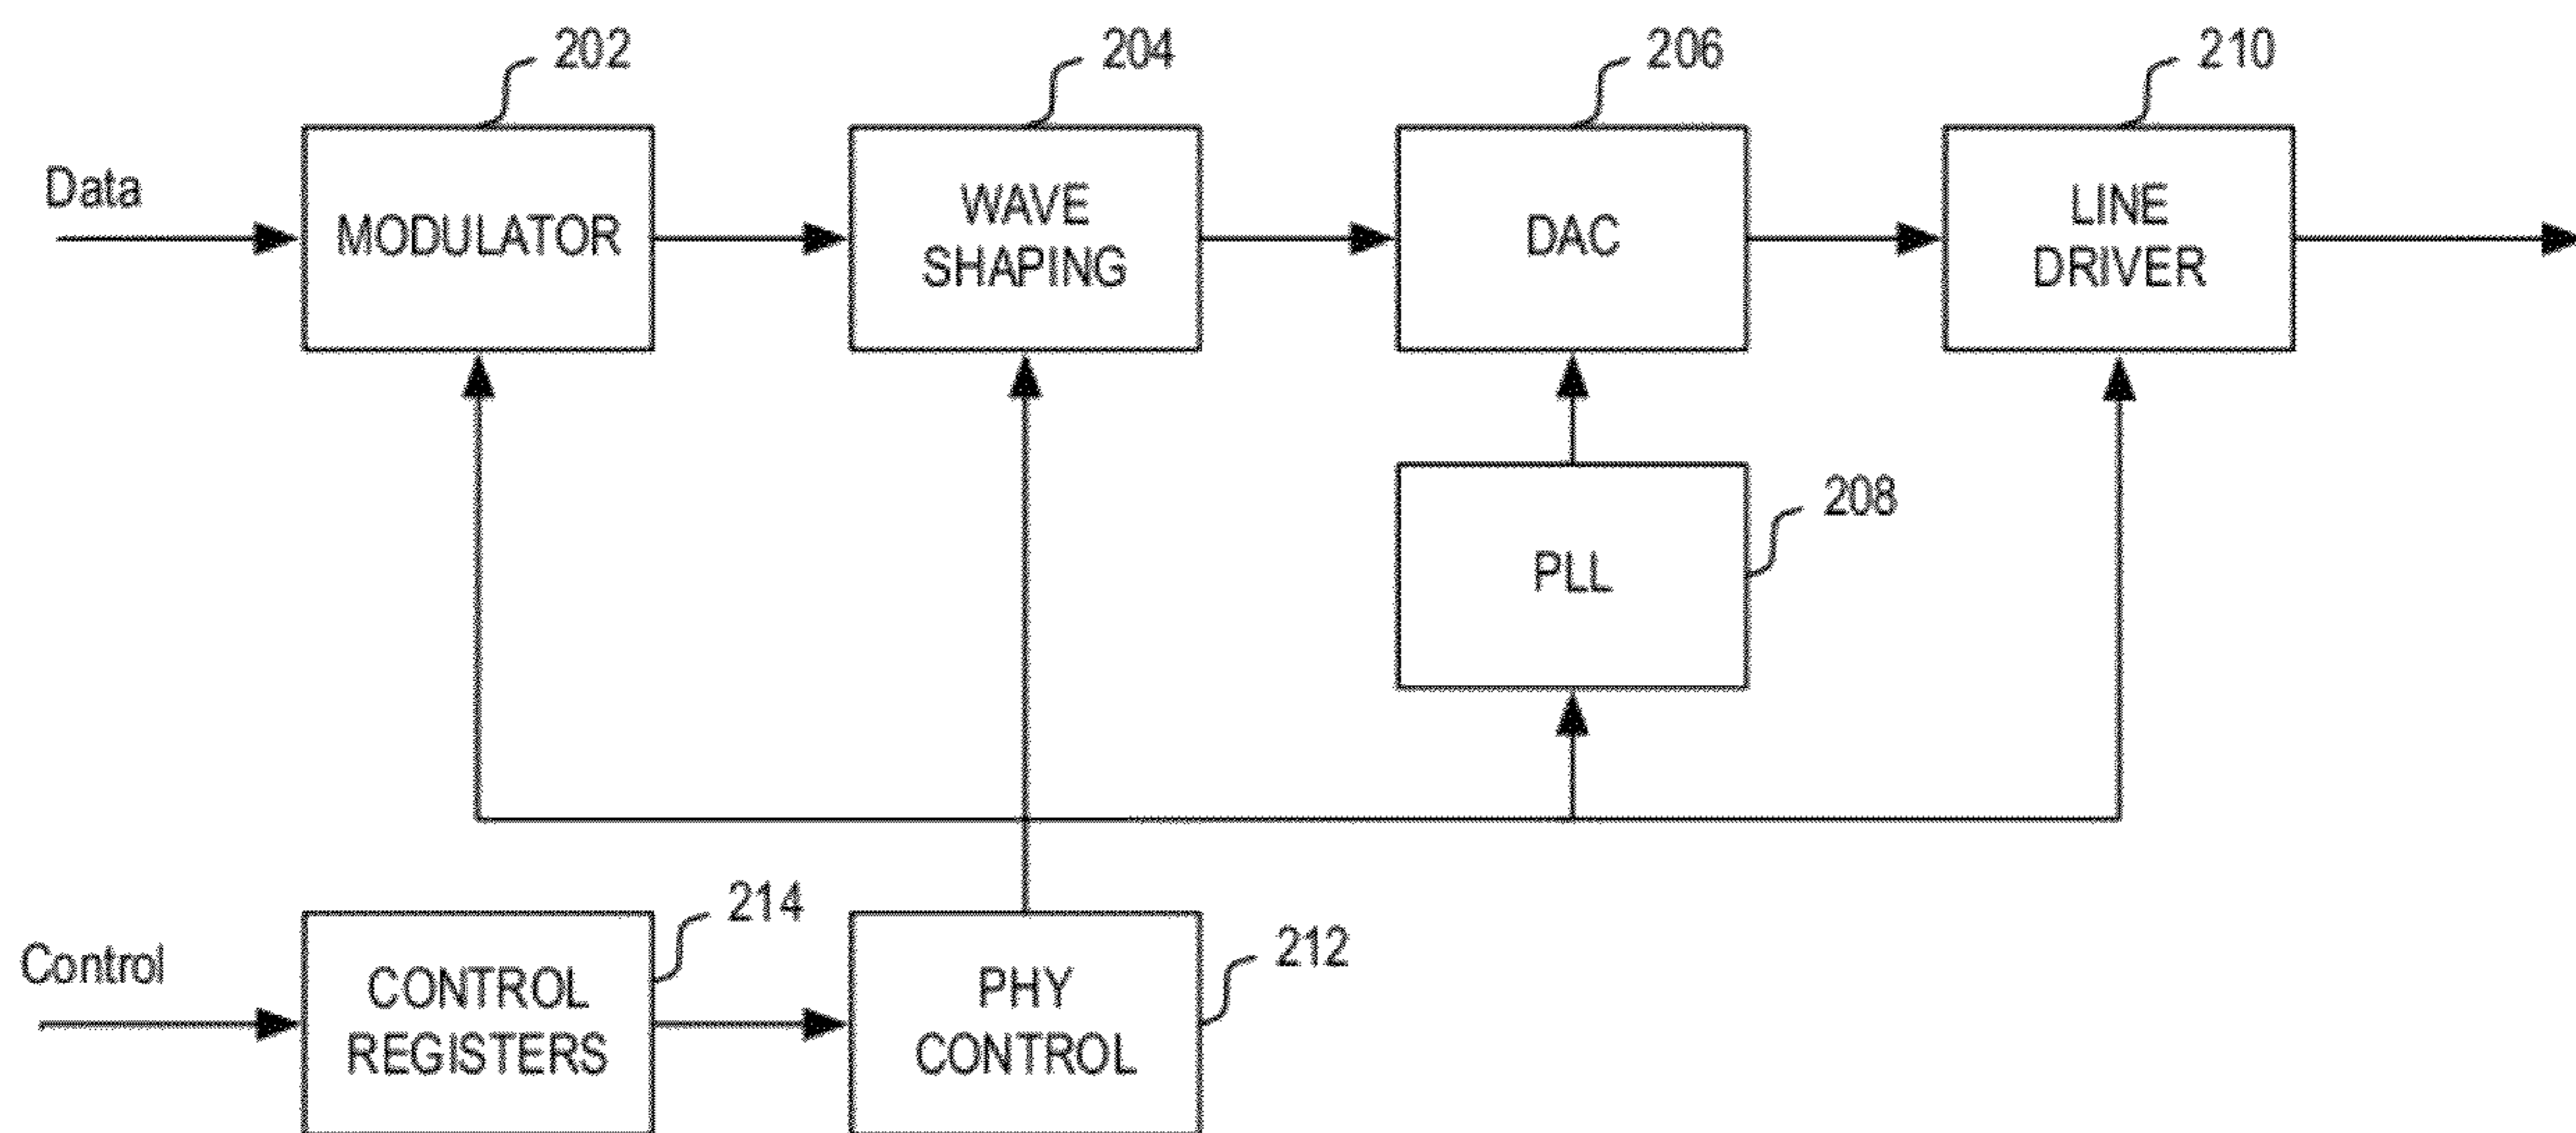 202
204
206
210
Data
MODULATOR
WAVE
SHAPING
DAC
LINE
DRIVER
208
PLL
214
212
Control
CONTROL
REGISTERS
PHY
CONTROL